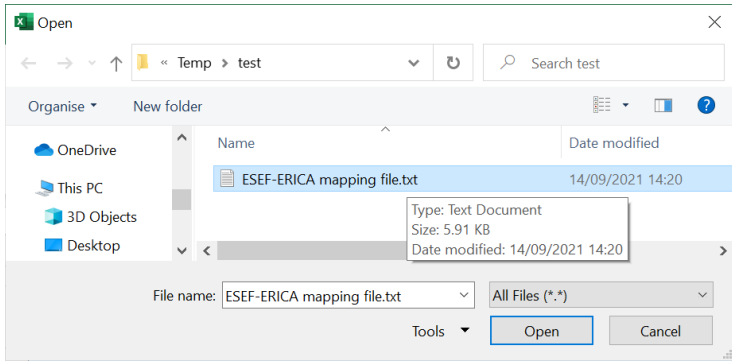 Open
« Temp > test
Search test
Organise
New folder
OneDrive
This PC
3D Objects
Desktop
Name
Date modified
ESEF-ERICA mapping file.txt
14/09/2021 14:20
Type: Text Document
Size: 5.91 KB
Date modified: 14/09/2021 14:20
File name: ESEF-ERICA mapping file.txt
All Files (*.*)
Tools
Open
Cancel